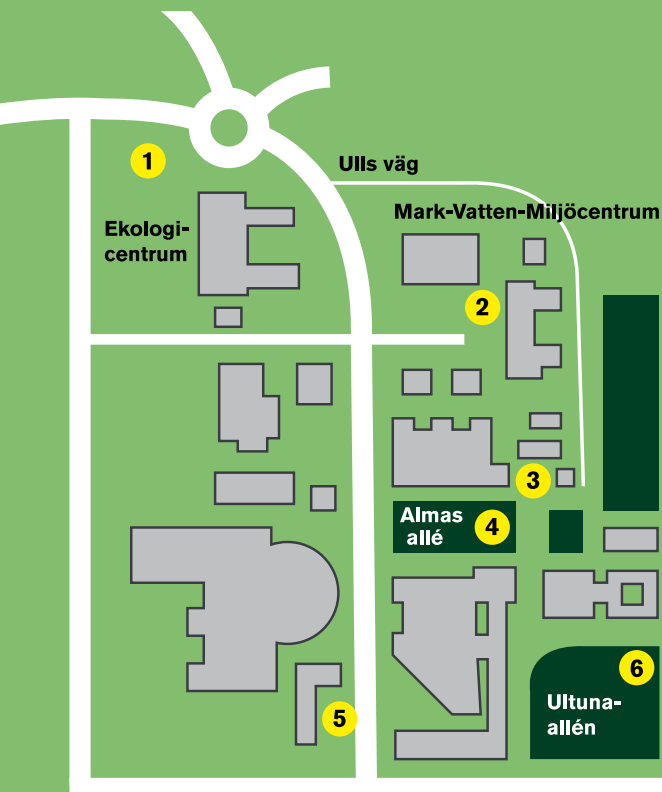 1
Ulls väg
Mark-Vatten-Miljöcentrum
Ekologi-
centrum
2
3
Almas
allé
4
6
Ultuna-
allén
5